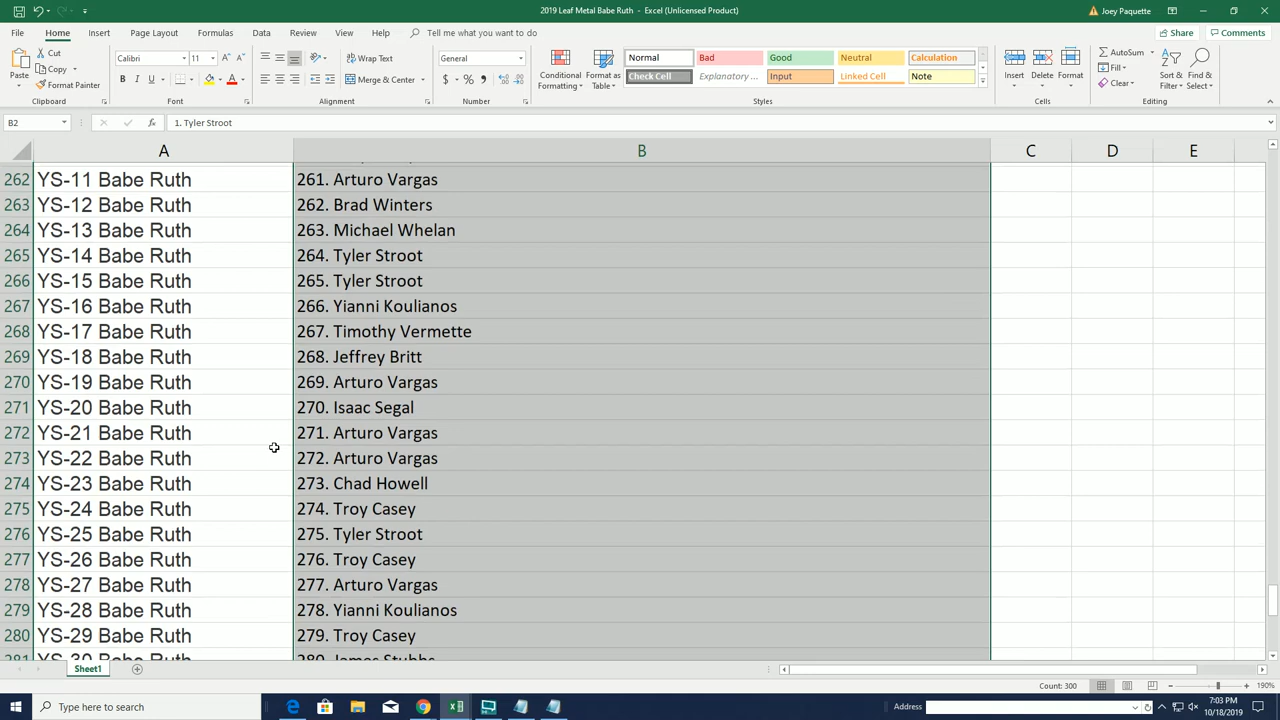 2019 Leaf Metal Babe Ruth - Excel (Unlicensed Product)
Joey Paquette
File Home Insert Page Layout Formulas Data Review View Help Tell me what you want to do
Share Comments
Paste
Cut
Copy
Format Painter
Clipboard
Calibri 11
B I U
Font
Wrap Text
Merge & Center
Alignment
General
$ % ,
Number
Conditional Formatting
Format as Table
Normal Bad Good Neutral Calculation
Check Cell Explanatory ... Input Linked Cell Note
Styles
Insert Delete Format
Cells
AutoSum
Fill
Clear
Sort & Filter
Find & Select
Editing
B2 fx 1. Tyler Stroot
A B C D E
262 YS-11 Babe Ruth 261. Arturo Vargas
263 YS-12 Babe Ruth 262. Brad Winters
264 YS-13 Babe Ruth 263. Michael Whelan
265 YS-14 Babe Ruth 264. Tyler Stroot
266 YS-15 Babe Ruth 265. Tyler Stroot
267 YS-16 Babe Ruth 266. Yianni Koulianos
268 YS-17 Babe Ruth 267. Timothy Vermette
269 YS-18 Babe Ruth 268. Jeffrey Britt
270 YS-19 Babe Ruth 269. Arturo Vargas
271 YS-20 Babe Ruth 270. Isaac Segal
272 YS-21 Babe Ruth 271. Arturo Vargas
273 YS-22 Babe Ruth 272. Arturo Vargas
274 YS-23 Babe Ruth 273. Chad Howell
275 YS-24 Babe Ruth 274. Troy Casey
276 YS-25 Babe Ruth 275. Tyler Stroot
277 YS-26 Babe Ruth 276. Troy Casey
278 YS-27 Babe Ruth 277. Arturo Vargas
279 YS-28 Babe Ruth 278. Yianni Koulianos
280 YS-29 Babe Ruth 279. Troy Casey
281 YS-30 Babe Ruth 280. James Stubbs
Sheet1
Count: 300
190%
Type here to search
Address
7:03 PM
10/18/2019